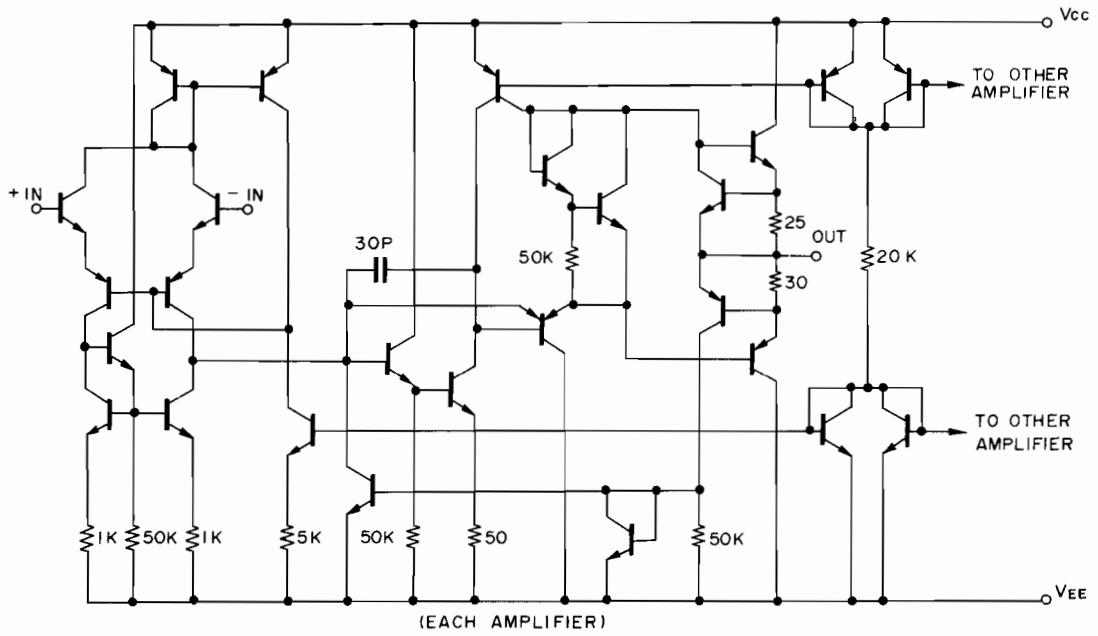 VCC
TO OTHER
AMPLIFIER
+ IN
− IN
25
OUT
30P
50K
20 K
30
TO OTHER
AMPLIFIER
1K
50K
1K
5K
50K
50
50K
VEE
(EACH AMPLIFIER)